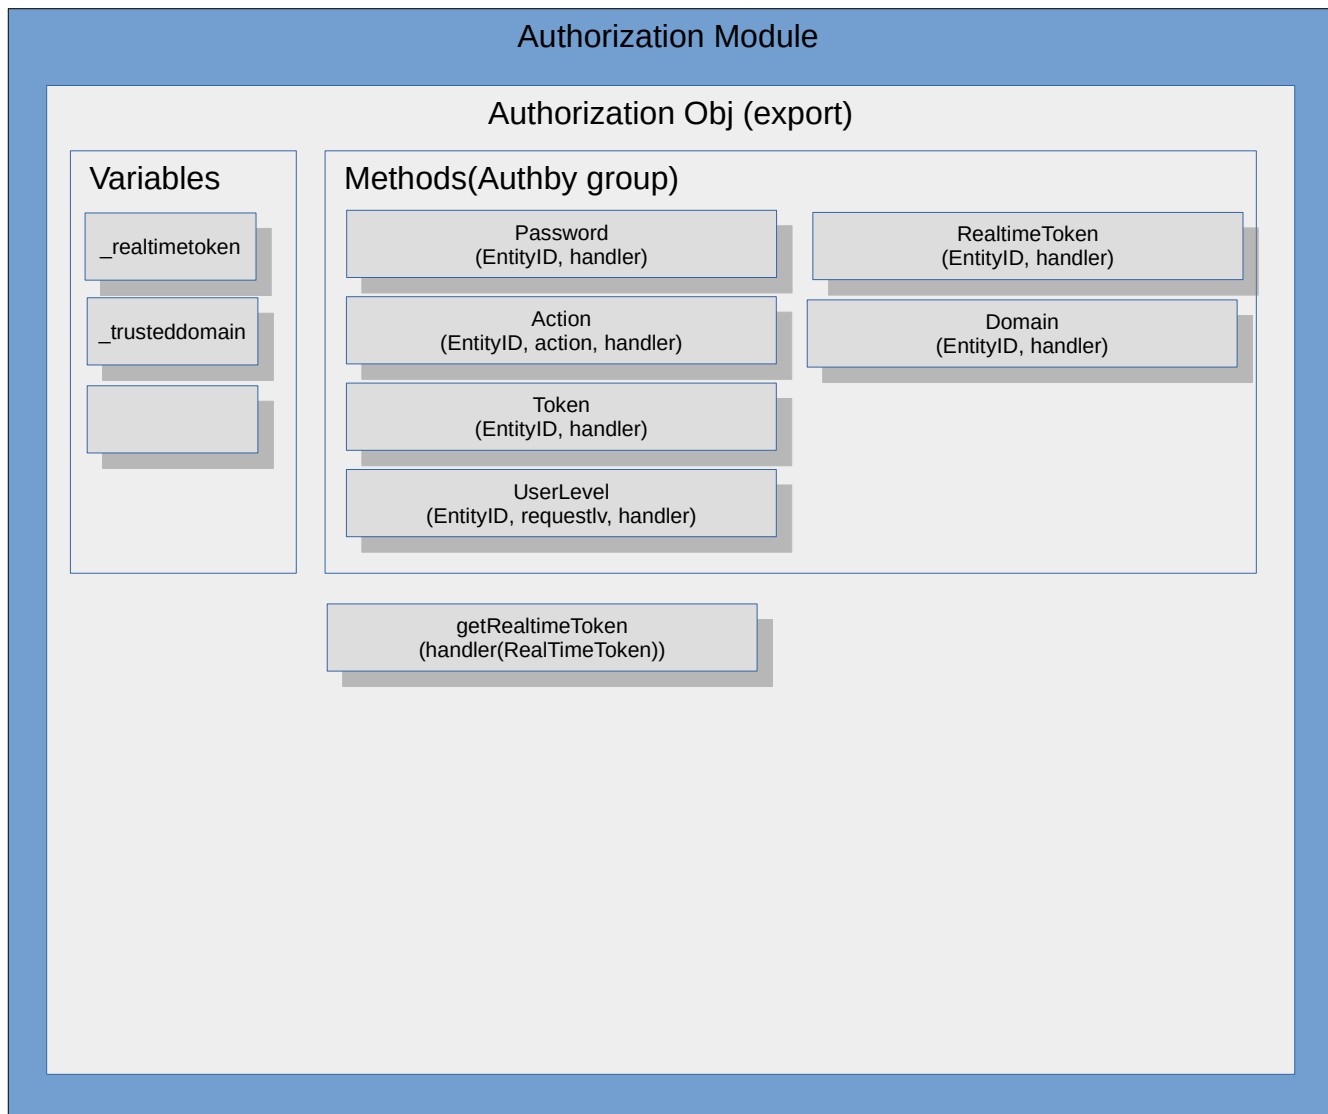 Authorization Module
Authorization Obj (export)
Variables
_realtimetoken
_trusteddomain
Methods(Authby group)
Password
(EntityID, handler)
Action
(EntityID, action, handler)
Token
(EntityID, handler)
UserLevel
(EntityID, requestlv, handler)
RealtimeToken
(EntityID, handler)
Domain
(EntityID, handler)
getRealtimeToken
(handler(RealTimeToken))